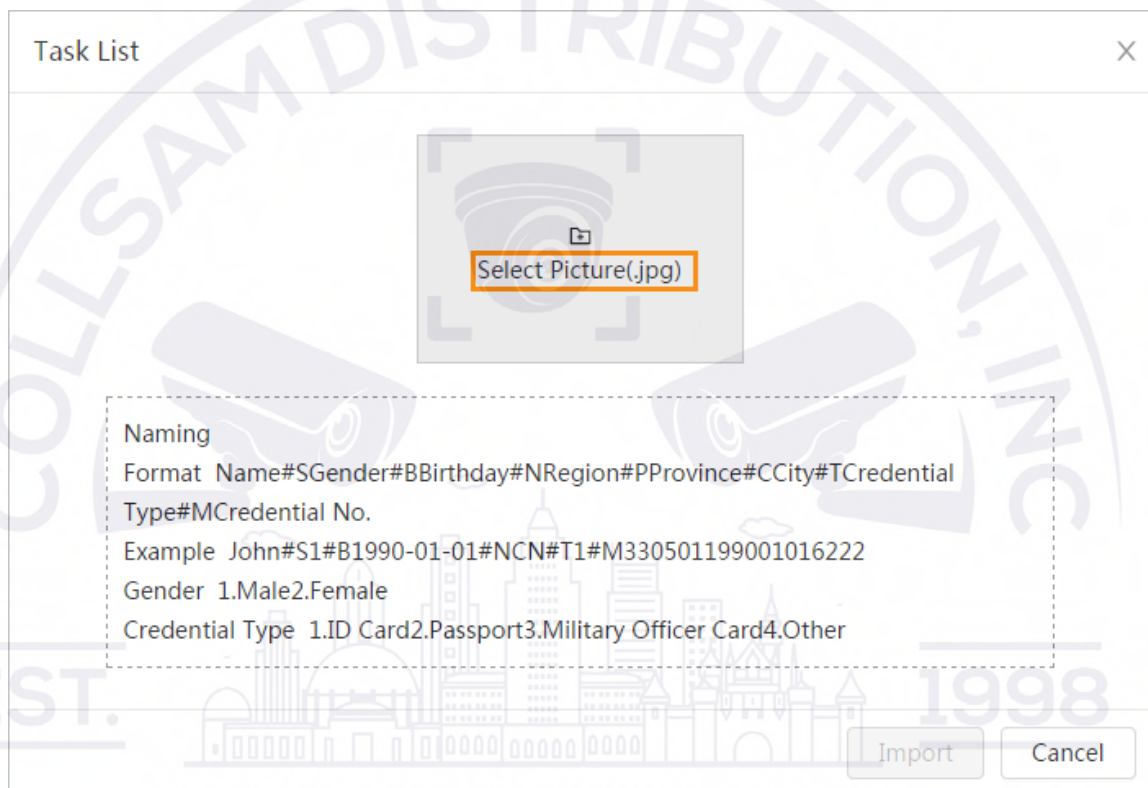 Task List
X
Select Picture(.jpg)
Naming
Format Name#SGender#BBirthday#NRegion#PProvince#CCity#TCredential
Type#MCredential No.
Example John#S1#B1990-01-01#NCN#T1#M330501199001016222
Gender 1.Male2.Female
Credential Type 1.ID Card2.Passport3.Military Officer Card4.Other
Import
Cancel
COLLSAM DISTRIBUTION, INC
EST.
1998